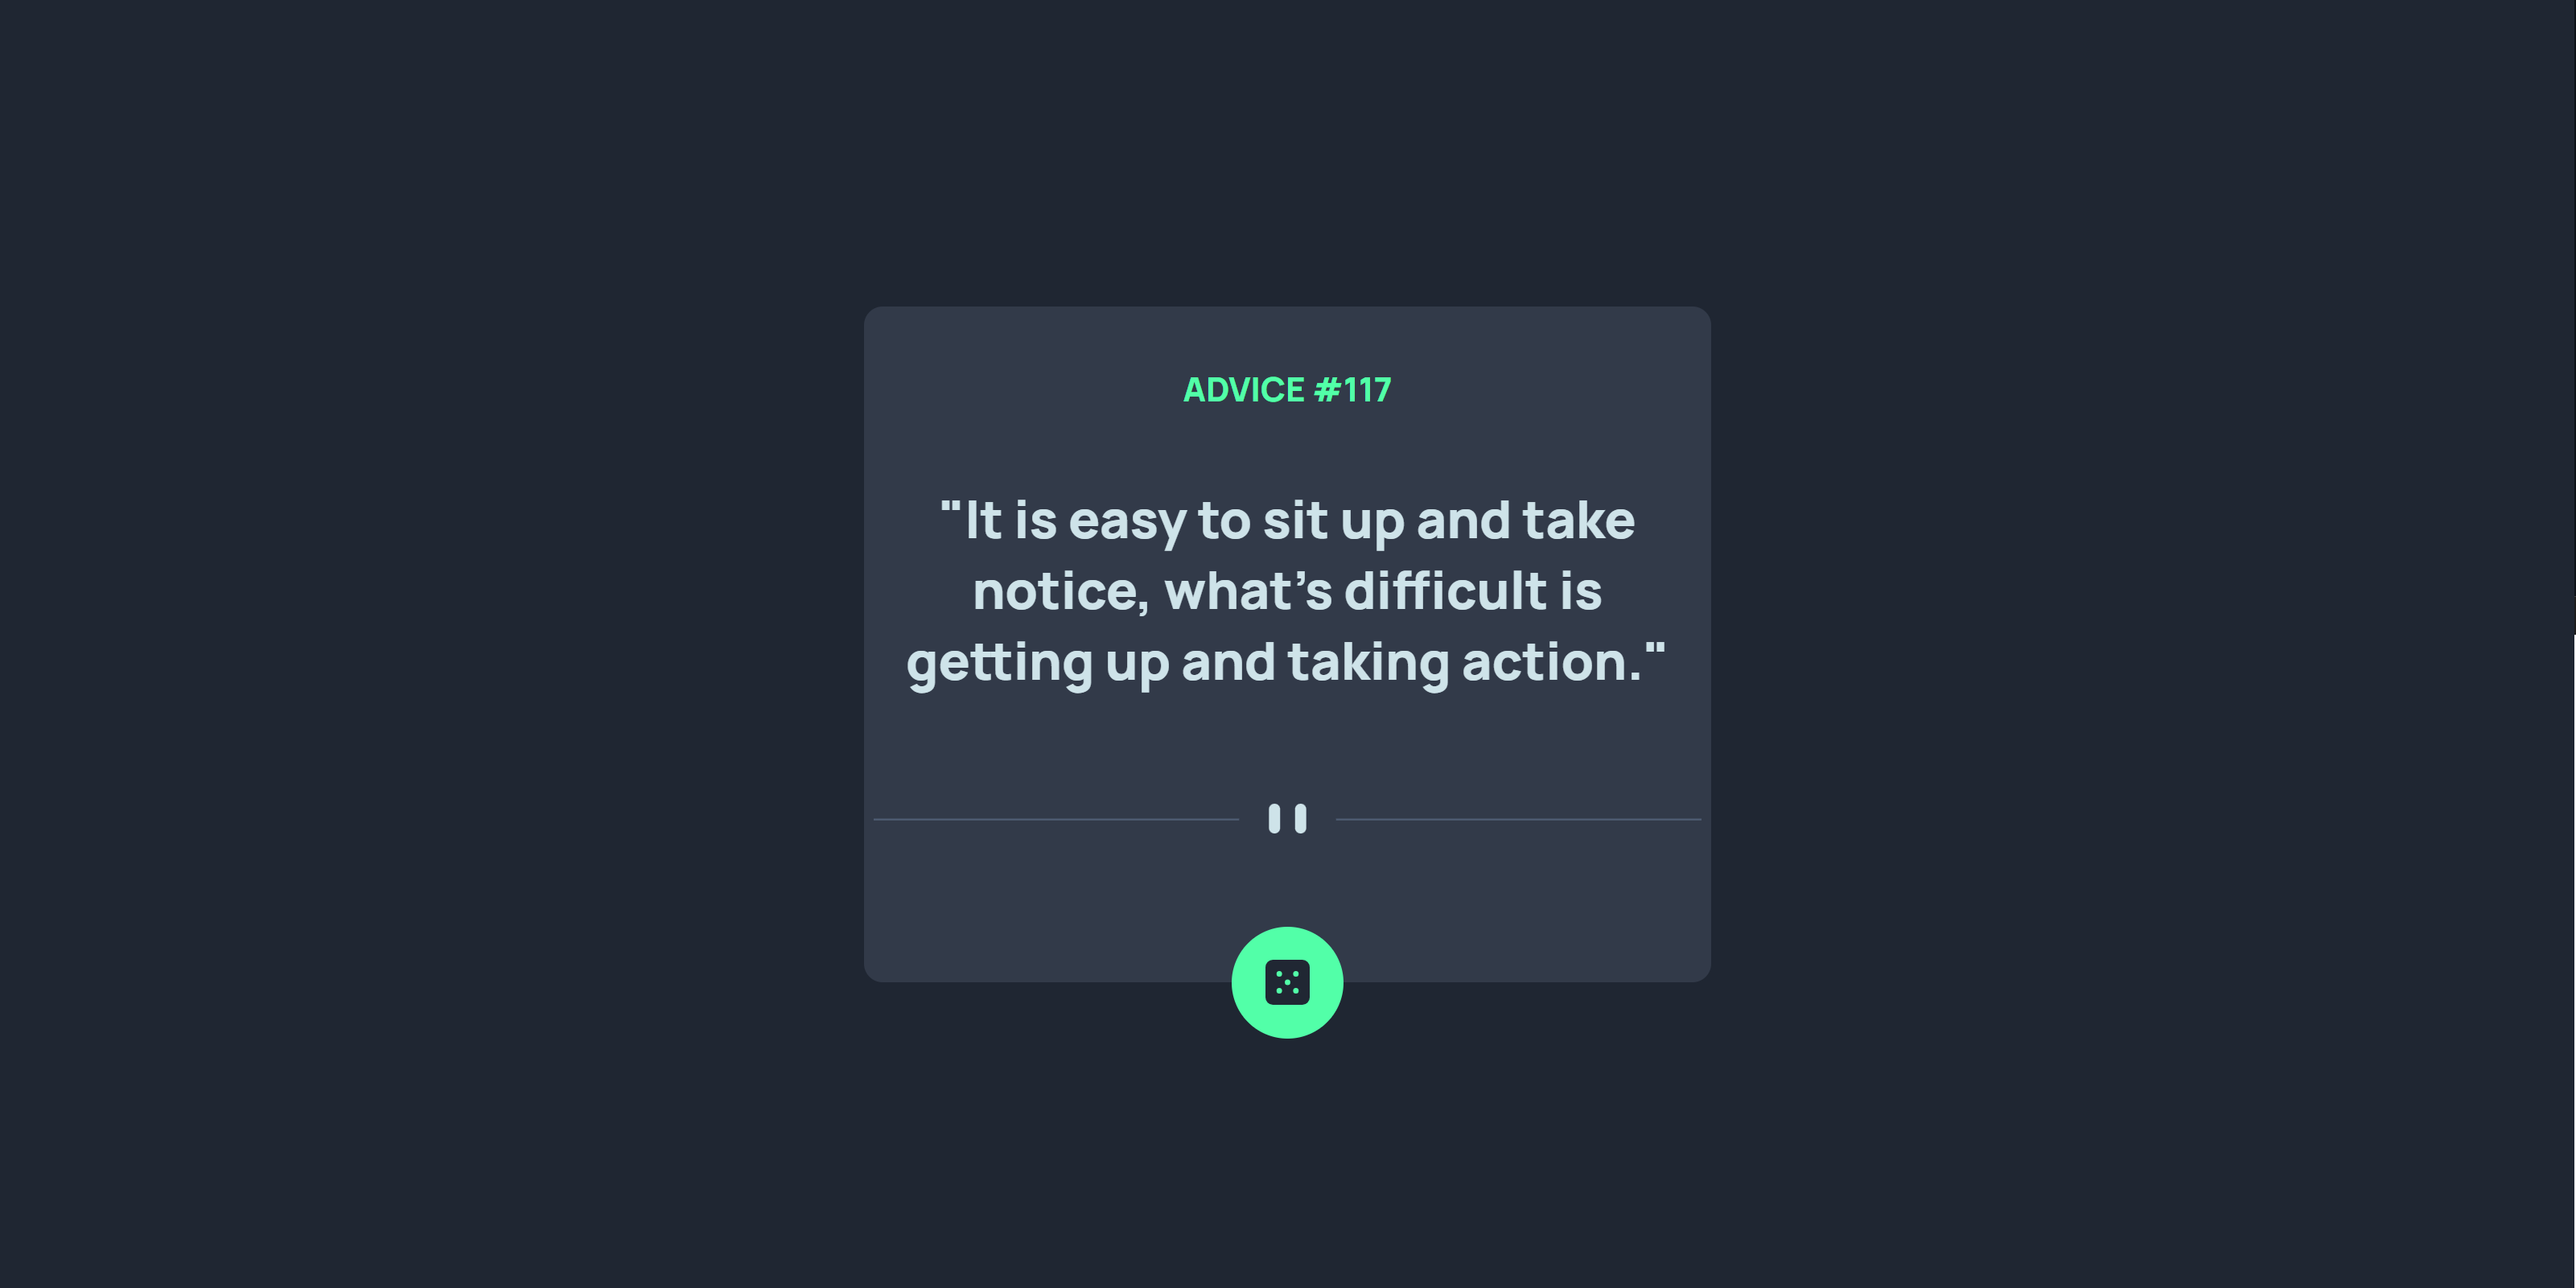 ADVICE #117
"It is easy to sit up and take
notice, what's difficult is
getting up and taking action."